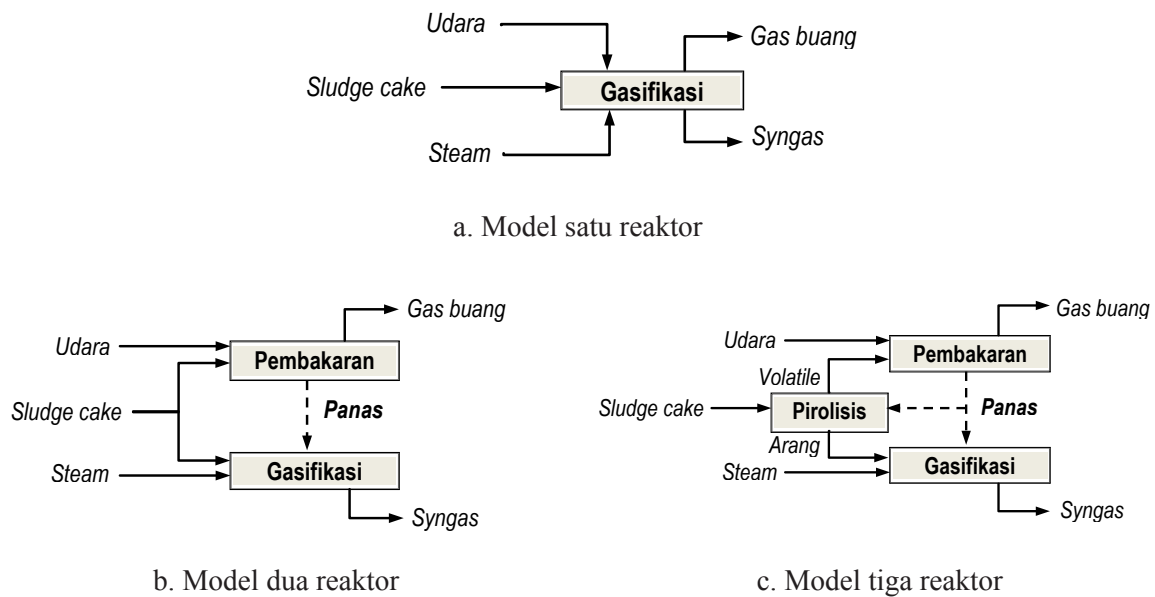 Udara
Gas buang
Sludge cake
Gasifikasi
Steam
Syngas
a. Model satu reaktor
Gas buang
Udara
Pembakaran
Sludge cake
Panas
Steam
Gasifikasi
Syngas
b. Model dua reaktor
Gas buang
Udara
Pembakaran
Volatile
Sludge cake
Pirolisis
Panas
Arang
Steam
Gasifikasi
Syngas
c. Model tiga reaktor